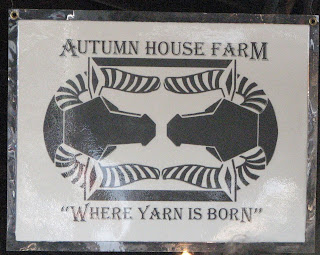 AUTUMN HOUSE FARM
"WHERE YARN IS BORN"